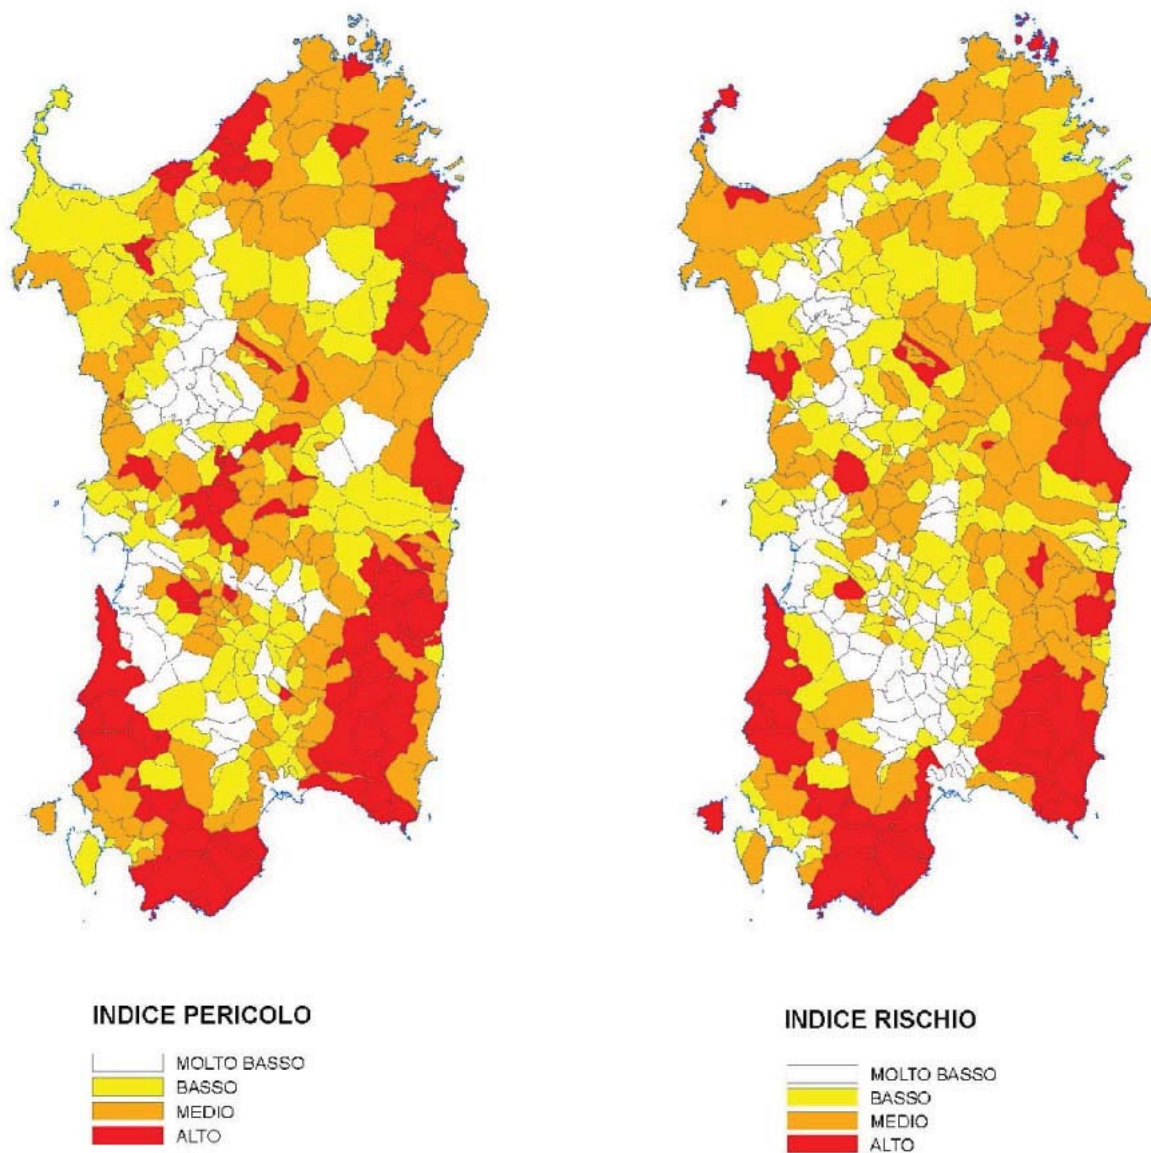 INDICE PERICOLO
MOLTO BASSO
BASSO
MEDIO
ALTO
INDICE RISCHIO
MOLTO BASSO
BASSO
MEDIO
ALTO